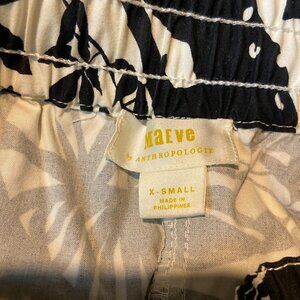 Maeve
by ANTHROPOLOGIE
X-SMALL
MADE IN
PHILIPPINES